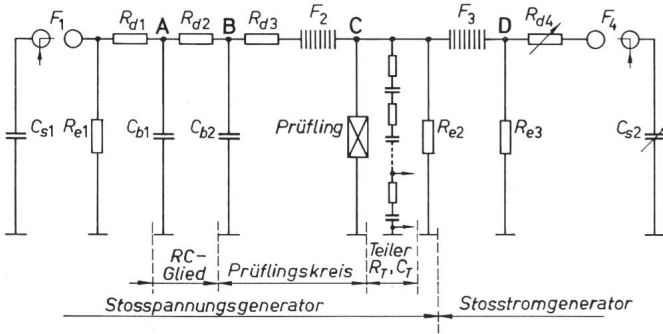 F1
Rd1
A
Rd2
B
Rd3
F2
C
F3
D
Rd4
F4
Cs1
Re1
Cb1
Cb2
Prüfling
Re2
Re3
Cs2
RC-
Glied
Prüflingskreis
Teiler
RT, CT
Stosspannungsgenerator
Stosstromgenerator